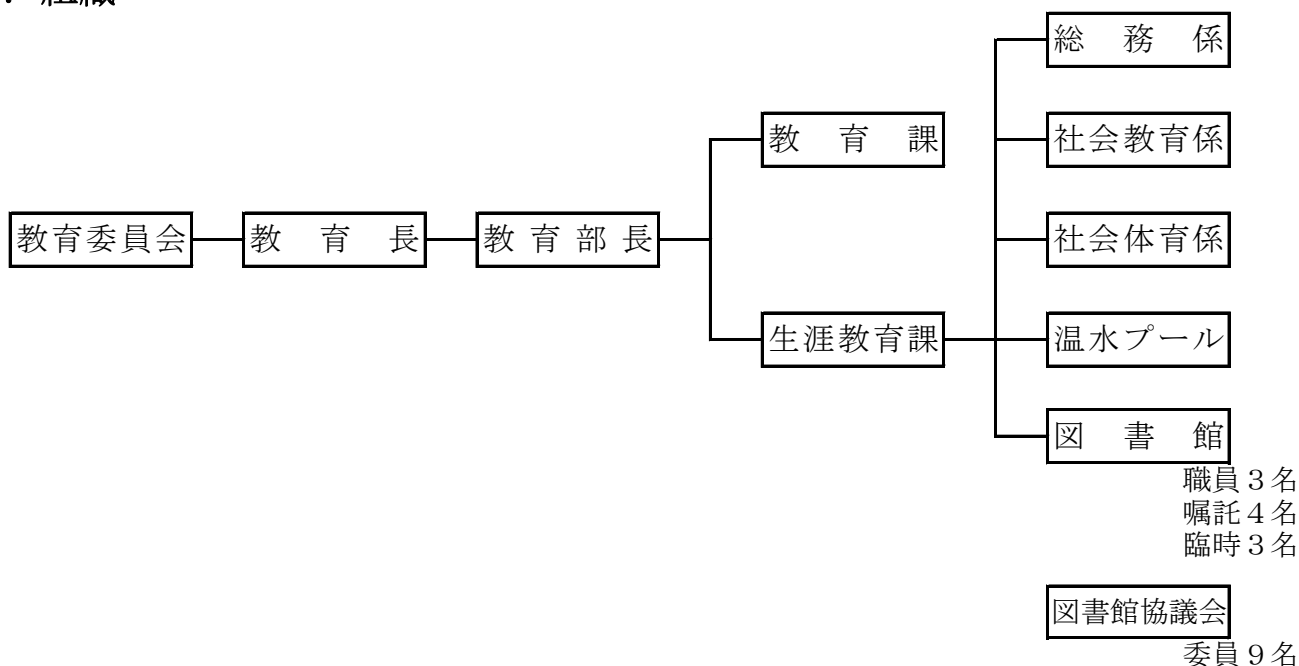 組織
総務係
教育課
社会教育係
教育委員会
教育長
教育部長
社会体育係
生涯教育課
温水プール
図書館
職員３名
嘱託４名
臨時３名
図書館協議会
委員９名